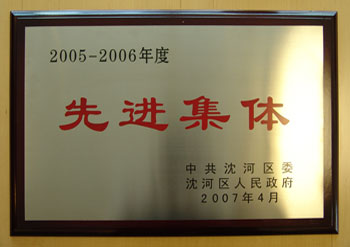 2005-2006年度
先进集体
中共沈河区委
沈河区人民政府
2007年4月